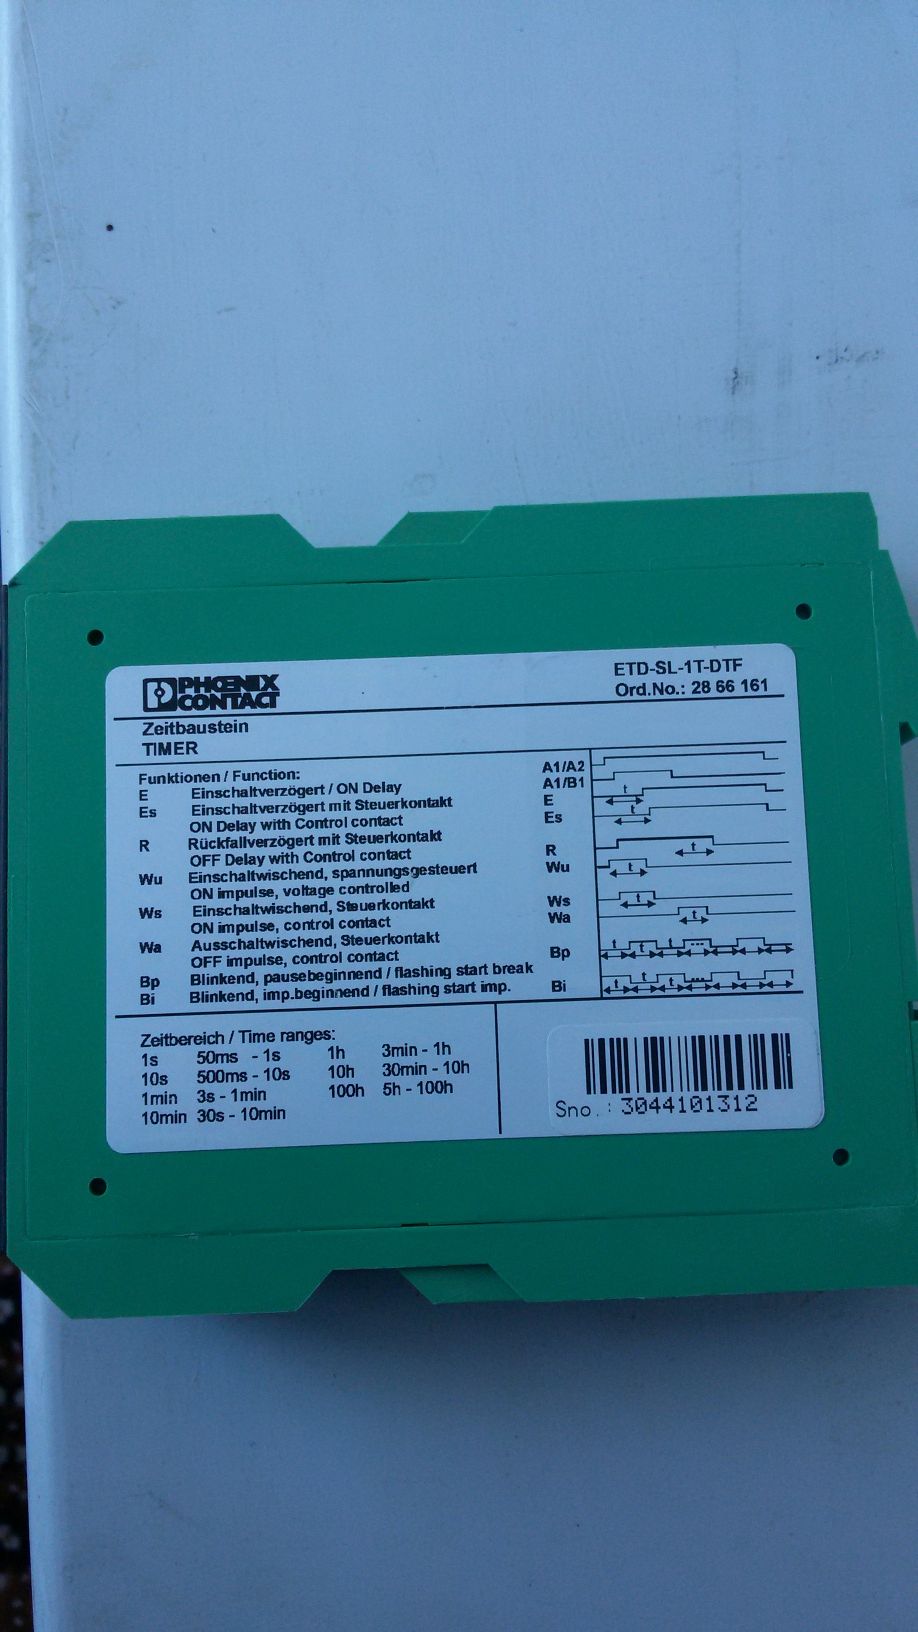 PHŒNIX
CONTACT
ETD-SL-1T-DTF
Ord.No.: 28 66 161
Zeitbaustein
TIMER
Funktionen / Function:
E Einschaltverzögert / ON Delay
Es Einschaltverzögert mit Steuerkontakt
ON Delay with Control contact
R Rückfallverzögert mit Steuerkontakt
OFF Delay with Control contact
Wu Einschaltwischend, spannungsgesteuert
ON impulse, voltage controlled
Ws Einschaltwischend, Steuerkontakt
ON impulse, control contact
Wa Ausschaltwischend, Steuerkontakt
OFF impulse, control contact
Bp Blinkend, pausebeginnend / flashing start break
Bi Blinkend, imp.beginnend / flashing start imp.
A1/A2
A1/B1
E t
Es t
R t
Wu t
Ws t
Wa t
Bp t t t
Bi t t t
Zeitbereich / Time ranges:
1s 50ms - 1s 1h 3min - 1h
10s 500ms - 10s 10h 30min - 10h
1min 3s - 1min 100h 5h - 100h
10min 30s - 10min
Sno.: 3044101312